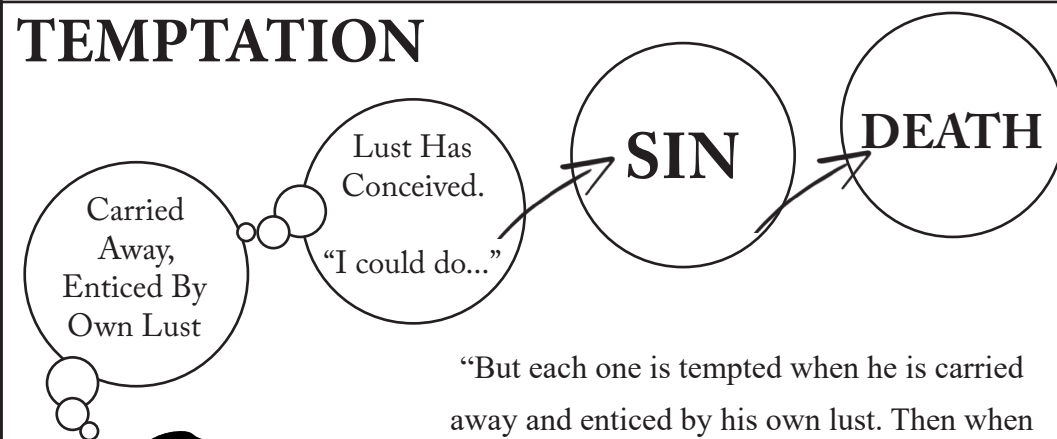 TEMPTATION
Carried
Away,
Enticed By
Own Lust
Lust Has
Conceived.
“I could do...”
SIN
DEATH
“But each one is tempted when he is carried
away and enticed by his own lust. Then when